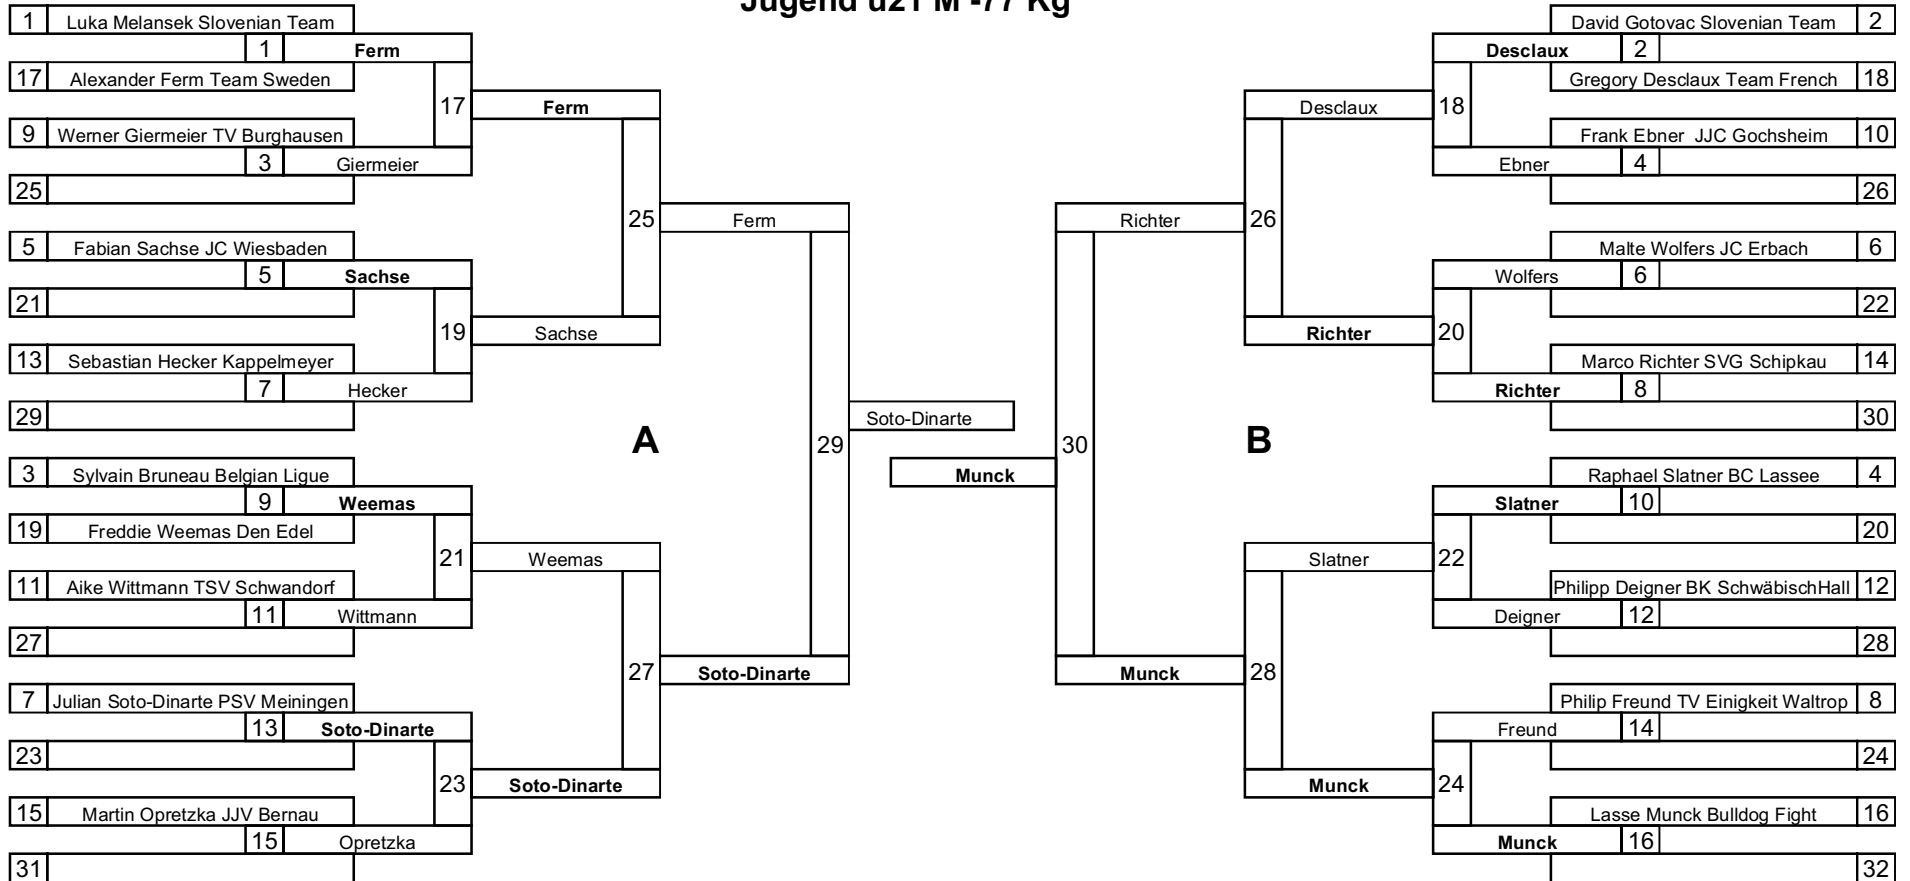 Jugend u21 M -77 Kg
1 Luka Melansek Slovenian Team
1 Ferm
17 Alexander Ferm Team Sweden
17 Ferm
9 Werner Giermeier TV Burghausen
3 Giermeier
25
25 Ferm
5 Fabian Sachse JC Wiesbaden
5 Sachse
21
19 Sachse
13 Sebastian Hecker Kappelmeyer
7 Hecker
29
A
29 Soto-Dinarte
3 Sylvain Bruneau Belgian Ligue
9 Weemas
19 Freddie Weemas Den Edel
21 Weemas
11 Aike Wittmann TSV Schwandorf
11 Wittmann
27
27 Soto-Dinarte
7 Julian Soto-Dinarte PSV Meiningen
13 Soto-Dinarte
23
23 Soto-Dinarte
15 Martin Opretzka JJV Bernau
15 Opretzka
31
David Gotovac Slovenian Team 2
Desclaux 2
Gregory Desclaux Team French 18
Desclaux 18
Frank Ebner JJC Gochsheim 10
Ebner 4
26
Richter 26
Malte Wolfers JC Erbach 6
Wolfers 6
22
Richter 20
Marco Richter SVG Schipkau 14
Richter 8
30
B
Munck 30
Raphael Slatner BC Lassee 4
Slatner 10
20
Slatner 22
Philipp Deigner BK SchwäbischHall 12
Deigner 12
28
Munck 28
Philip Freund TV Einigkeit Waltrop 8
Freund 14
24
Munck 24
Lasse Munck Bulldog Fight 16
Munck 16
32